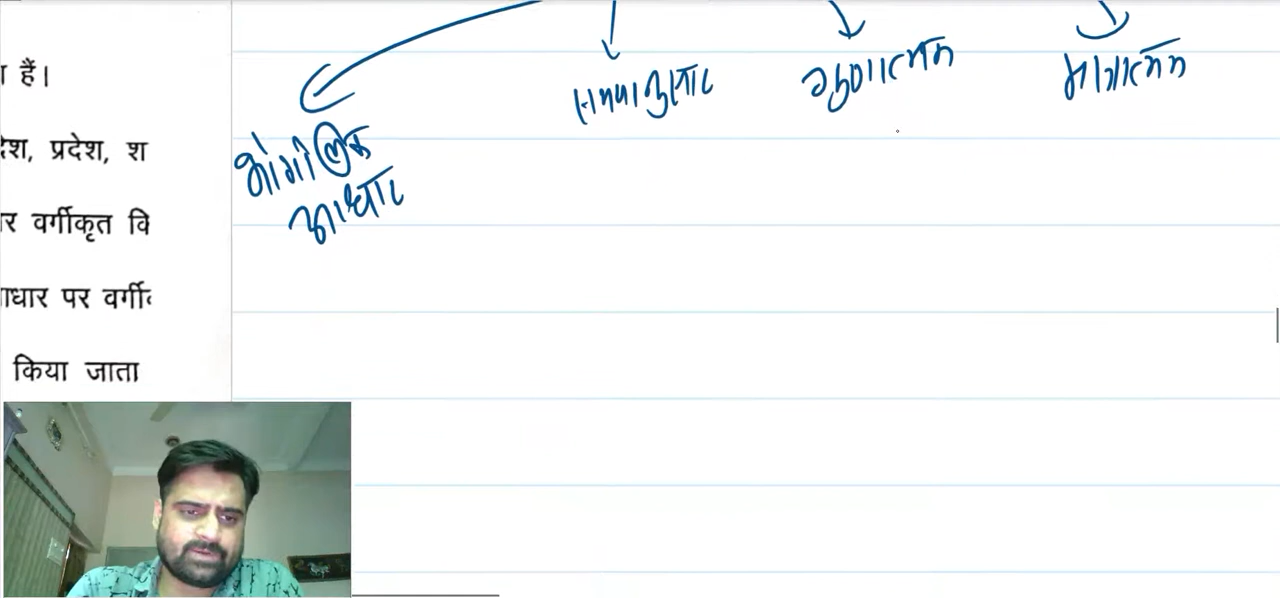 हैं।
देश, प्रदेश, श
र वर्गीकृत वि
ाधार पर वर्गी
किया जाता
भौगोलिक
आधार
समयानुसार
गुणात्मक
मात्रात्मक